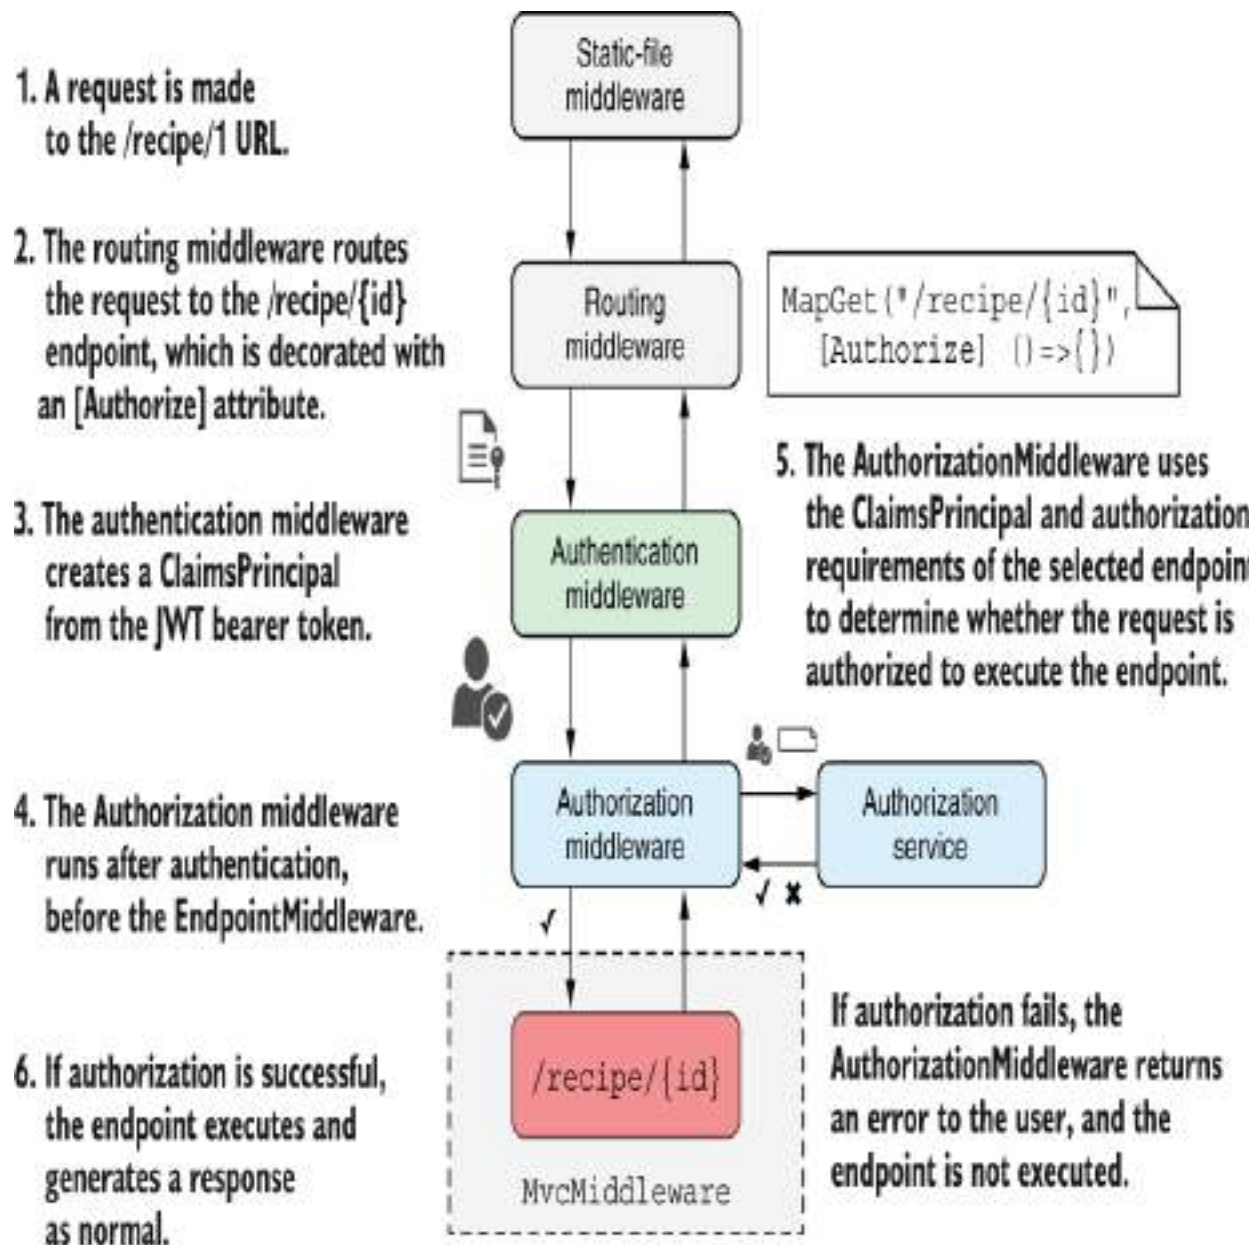 Static-file
middleware
1. A request is made
to the /recipe/1 URL.
2. The routing middleware routes
the request to the /recipe/{id}
endpoint, which is decorated with
an [Authorize] attribute.
Routing
middleware
MapGet("/recipe/{id}",
[Authorize] ()=>{})
3. The authentication middleware
creates a ClaimsPrincipal
from the JWT bearer token.
Authentication
middleware
5. The AuthorizationMiddleware uses
the ClaimsPrincipal and authorization
requirements of the selected endpoint
to determine whether the request is
authorized to execute the endpoint.
4. The Authorization middleware
runs after authentication,
before the EndpointMiddleware.
Authorization
middleware
Authorization
service
6. If authorization is successful,
the endpoint executes and
generates a response
as normal.
/recipe/{id}
MvcMiddleware
If authorization fails, the
AuthorizationMiddleware returns
an error to the user, and the
endpoint is not executed.